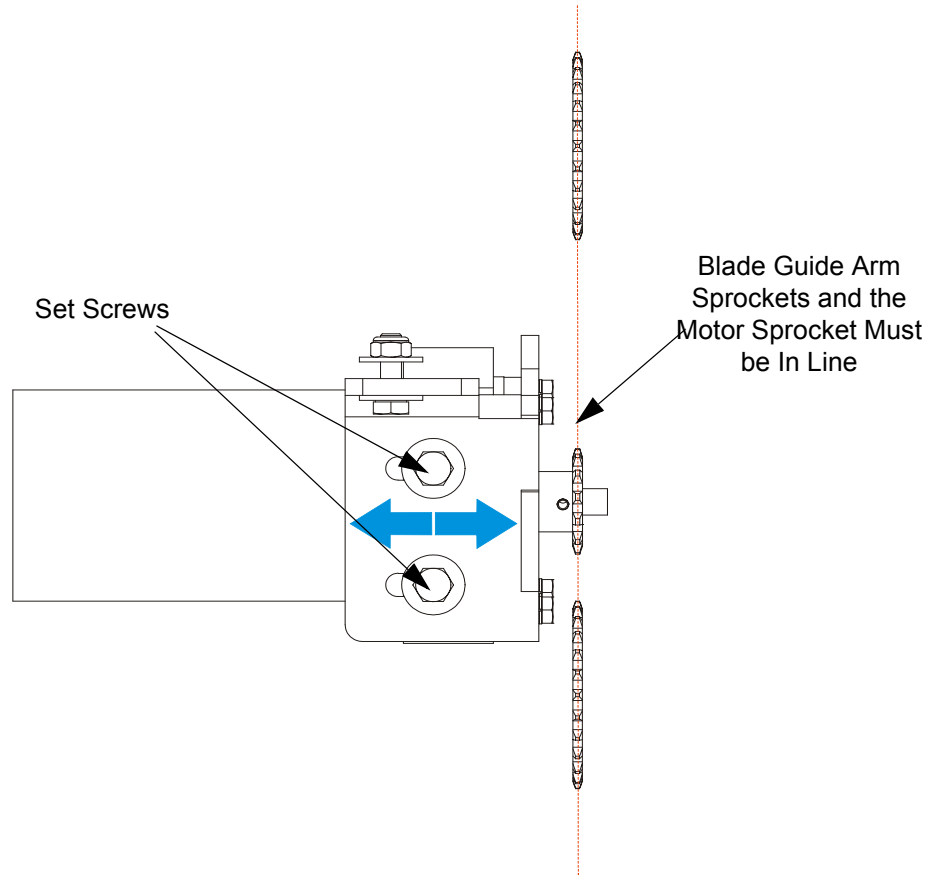 Set Screws
Blade Guide Arm
Sprockets and the
Motor Sprocket Must
be In Line